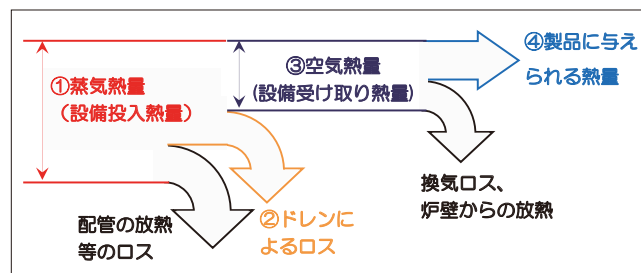 ①蒸気熱量
（設備投入熱量）
③空気熱量
(設備受け取り熱量)
④製品に与え
られる熱量
配管の放熱
等のロス
②ドレンに
よるロス
換気ロス、
炉壁からの放熱